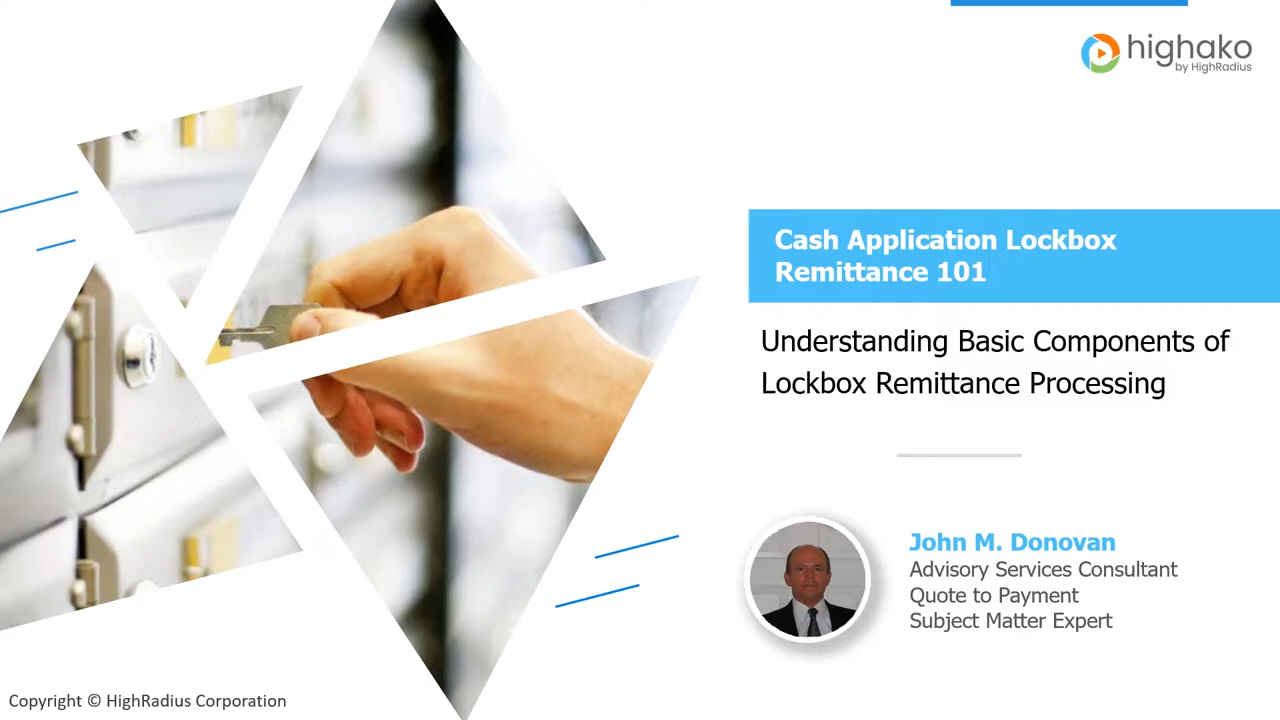 highako
by HighRadius
Cash Application Lockbox
Remittance 101
Understanding Basic Components of
Lockbox Remittance Processing
John M. Donovan
Advisory Services Consultant
Quote to Payment
Subject Matter Expert
Copyright © HighRadius Corporation